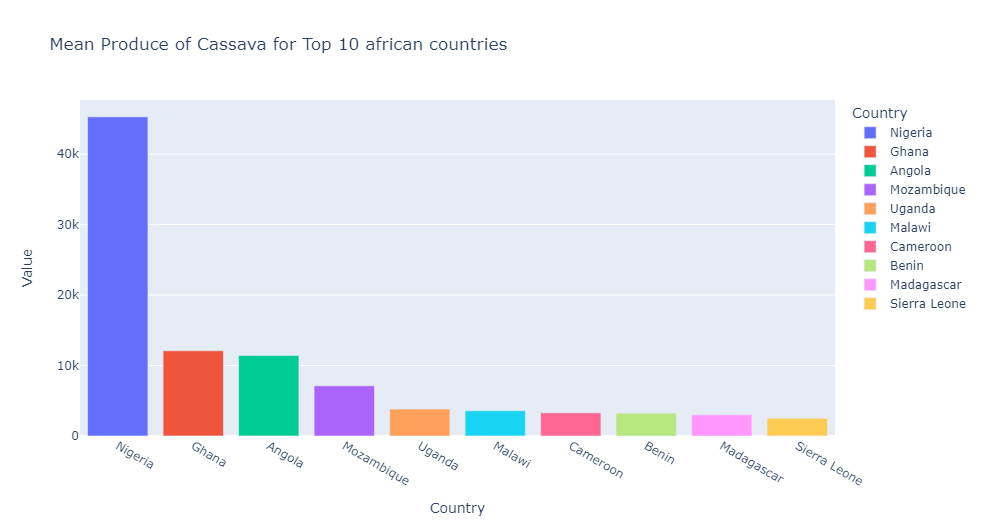 Mean Produce of Cassava for Top 10 african countries
Value
40k
30k
20k
10k
0
Nigeria
Ghana
Angola
Mozambique
Uganda
Malawi
Cameroon
Benin
Madagascar
Sierra Leone
Country
Country
Nigeria
Ghana
Angola
Mozambique
Uganda
Malawi
Cameroon
Benin
Madagascar
Sierra Leone